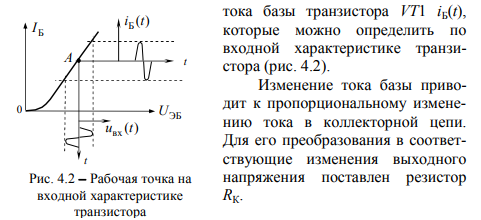 I_Б
i_Б(t)
A
t
0
U_ЭБ
u_вх(t)
t
Рис. 4.2 – Рабочая точка на
входной характеристике
транзистора
тока базы транзистора VT1 i_Б(t),
которые можно определить по
входной характеристике транзи-
стора (рис. 4.2).
Изменение тока базы приво-
дит к пропорциональному измене-
нию тока в коллекторной цепи.
Для его преобразования в соответ-
ствующие изменения выходного
напряжения поставлен резистор
R_К.